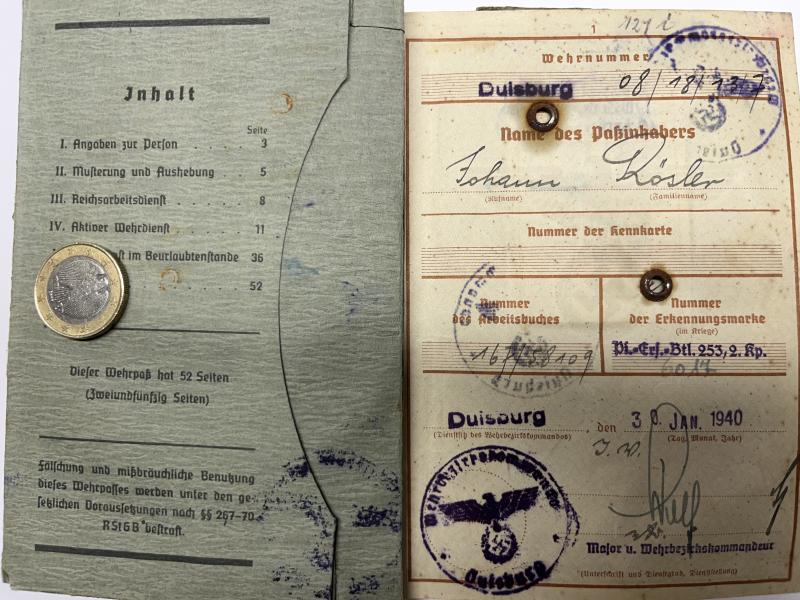 Inhalt
Seite
I. Angaben zur Person . . . . . 3
II. Musterung und Aushebung . . . 5
III. Reichsarbeitsdienst . . . . . 8
IV. Aktiver Wehrdienst . . . . . 11
im Beurlaubtenstande 36
52
Dieser Wehrpaß hat 52 Seiten
(Zweiundfünfzig Seiten)
Fälschung und mißbräuchliche Benutzung
dieses Wehrpasses werden unter den ge-
setzlichen Voraussetzungen nach §§ 267-70
RStGB bestraft.
1
Wehrnummer
Duisburg 08/18/13/7
Name des Paßinhabers
Johann Kösler
(Rufname) (Familienname)
Nummer der Kennkarte
Nummer
des Arbeitsbuches
Nummer
der Erkennungsmarke
(im Kriege)
Pi.-Ers.-Btl. 253, 2. Kp.
Duisburg den 30. JAN. 1940
(Dienstsitz des Wehrbezirkskommandos) (Tag, Monat, Jahr)
I. V.
Wehrbezirkskommando
Duisburg
Major u. Wehrbezirkskommandeur
(Unterschrift und Dienstgrad, Dienststellung)